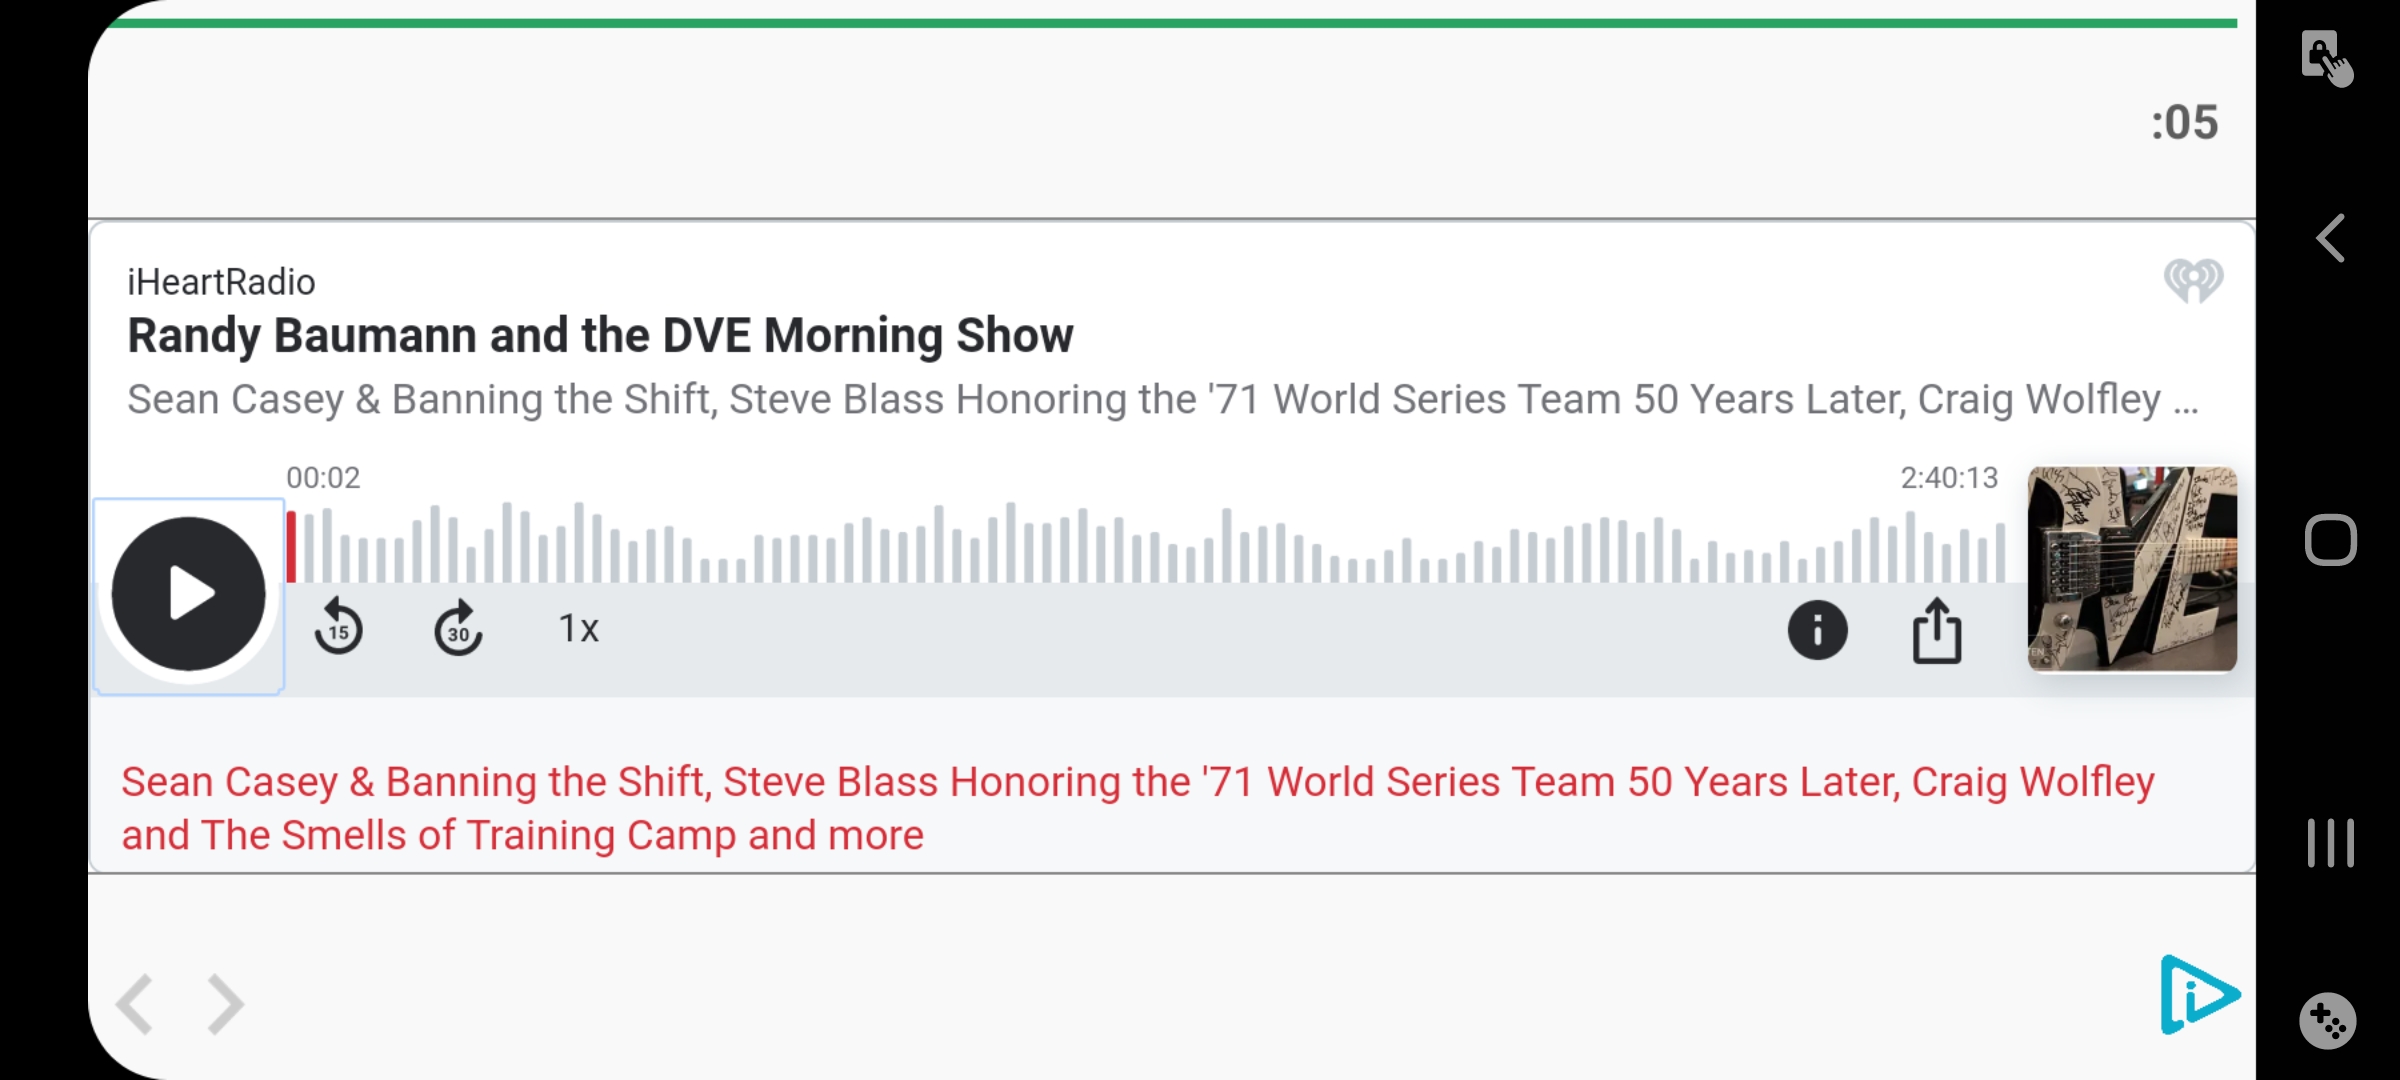 :05
iHeartRadio
Randy Baumann and the DVE Morning Show
Sean Casey & Banning the Shift, Steve Blass Honoring the '71 World Series Team 50 Years Later, Craig Wolfley ...
00:02
2:40:13
15
30
1x
Sean Casey & Banning the Shift, Steve Blass Honoring the '71 World Series Team 50 Years Later, Craig Wolfley
and The Smells of Training Camp and more